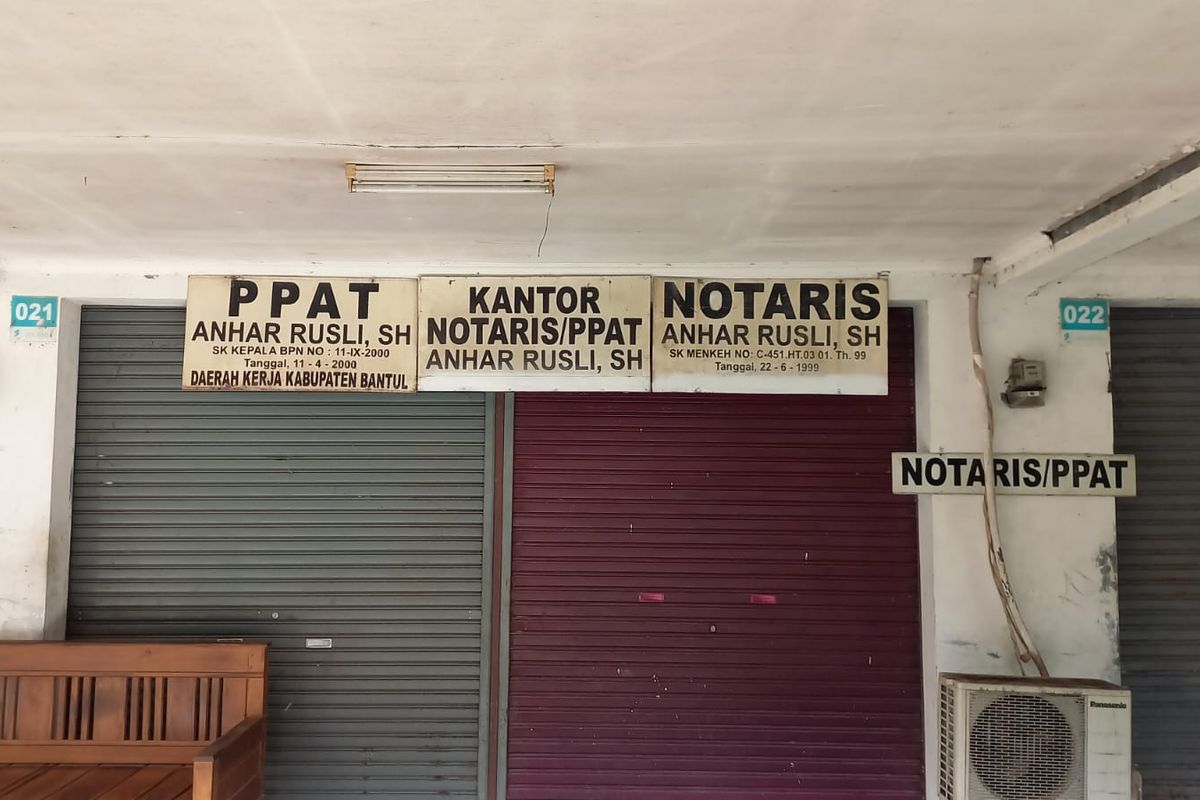 021
PPAT
ANHAR RUSLI, SH
SK KEPALA BPN NO : 11-IX-2000
Tanggal, 11 - 4 - 2000
DAERAH KERJA KABUPATEN BANTUL
KANTOR
NOTARIS/PPAT
ANHAR RUSLI, SH
NOTARIS
ANHAR RUSLI, SH
SK MENKEH NO: C-451.HT.03 01. Th. 99
Tanggal, 22 - 6 - 1999
022
NOTARIS/PPAT
Panasonic